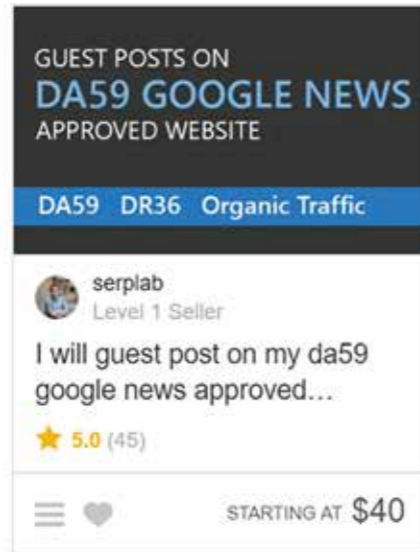 GUEST POSTS ON
DA59 GOOGLE NEWS
APPROVED WEBSITE
DA59 DR36 Organic Traffic
serplab
Level 1 Seller
I will guest post on my da59
google news approved...
5.0 (45)
STARTING AT $40